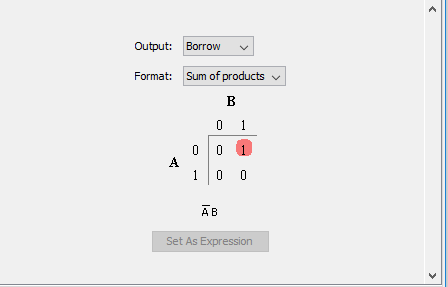 Output: Borrow
Format: Sum of products
B
0 1
0 0 1
A
1 0 0
A̅ B
Set As Expression